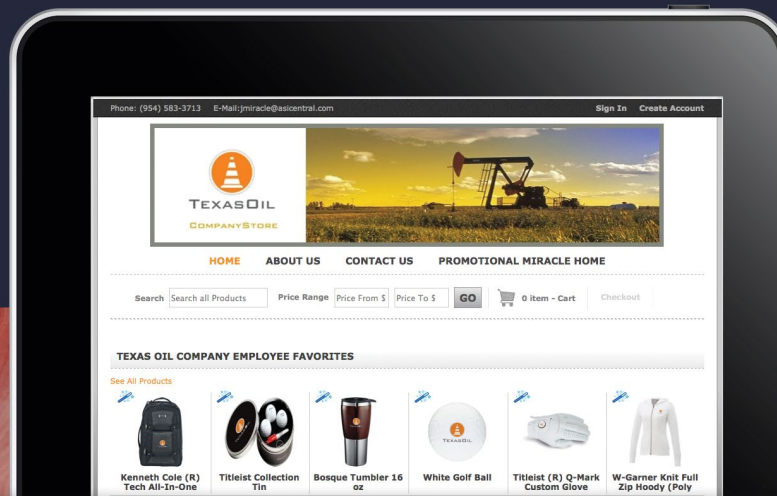 Phone: (954) 583-3713 E-Mail:jmiracle@asicentral.com Sign In Create Account
TEXASOIL
COMPANYSTORE
HOME ABOUT US CONTACT US PROMOTIONAL MIRACLE HOME
Search Search all Products Price Range Price From $ Price To $ GO 0 item - Cart Checkout
TEXAS OIL COMPANY EMPLOYEE FAVORITES
See All Products
TEXASOIL
Kenneth Cole (R) Titleist Collection Bosque Tumbler 16 White Golf Ball Titleist (R) Q-Mark W-Garner Knit Full
Tech All-In-One Tin oz Custom Glove Zip Hoody (Poly